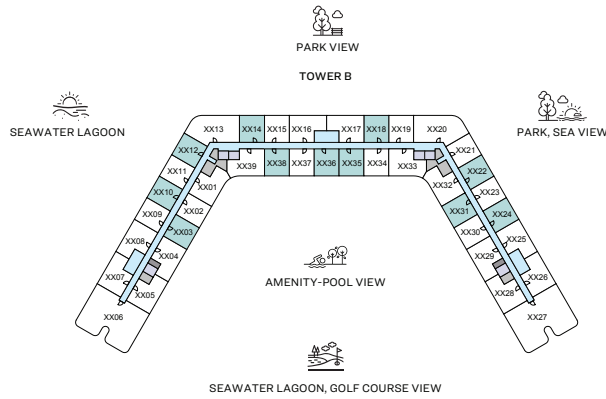 PARK VIEW
TOWER B
SEAWATER LAGOON
PARK, SEA VIEW
XX13
XX14
XX15
XX16
XX17
XX18
XX19
XX20
XX12
XX21
XX11
XX39
XX38
XX37
XX36
XX35
XX34
XX33
XX22
XX01
XX32
XX10
XX23
XX09
XX02
XX31
XX24
XX03
XX30
XX08
XX25
XX04
XX29
XX07
XX26
XX05
XX28
XX06
XX27
AMENITY-POOL VIEW
SEAWATER LAGOON, GOLF COURSE VIEW